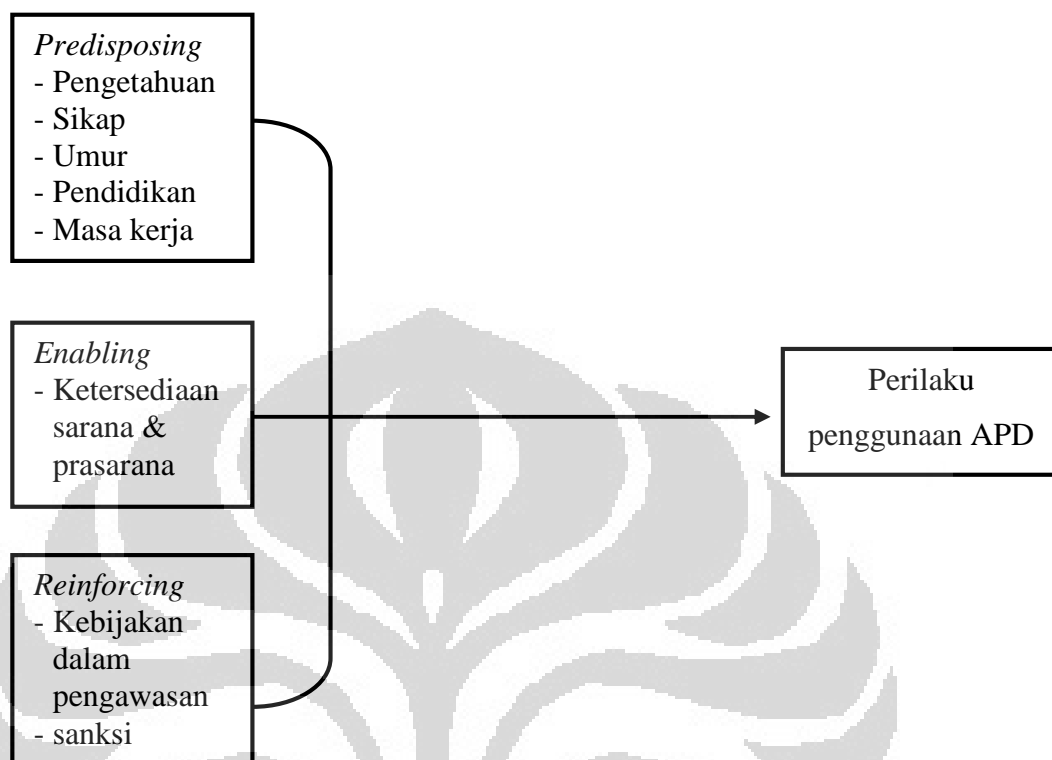 Predisposing
- Pengetahuan
- Sikap
- Umur
- Pendidikan
- Masa kerja
Enabling
- Ketersediaan
sarana &
prasarana
Perilaku
penggunaan APD
Reinforcing
- Kebijakan
dalam
pengawasan
- sanksi